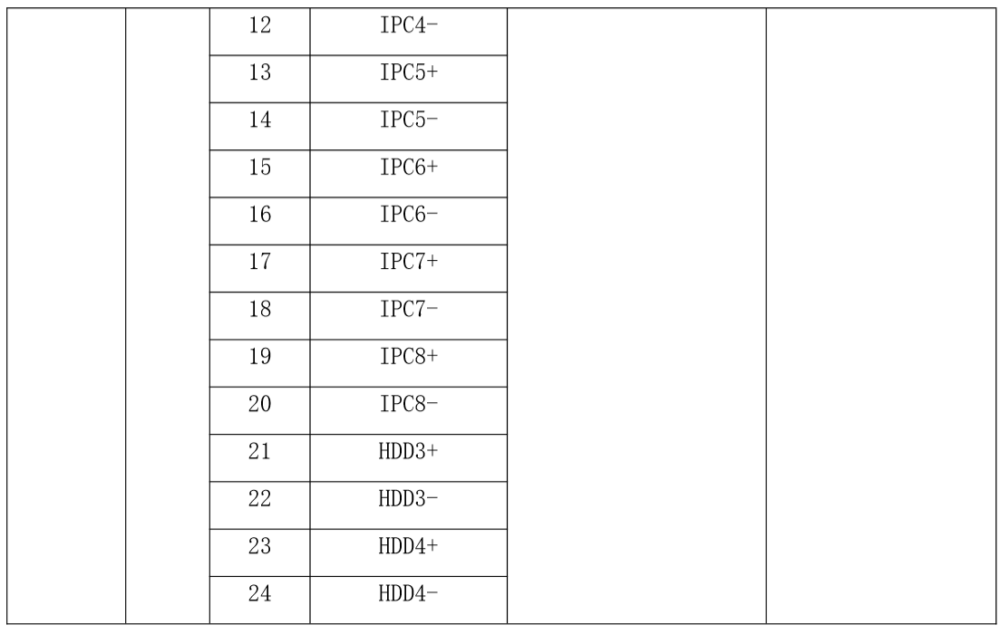 12 IPC4-
13 IPC5+
14 IPC5-
15 IPC6+
16 IPC6-
17 IPC7+
18 IPC7-
19 IPC8+
20 IPC8-
21 HDD3+
22 HDD3-
23 HDD4+
24 HDD4-